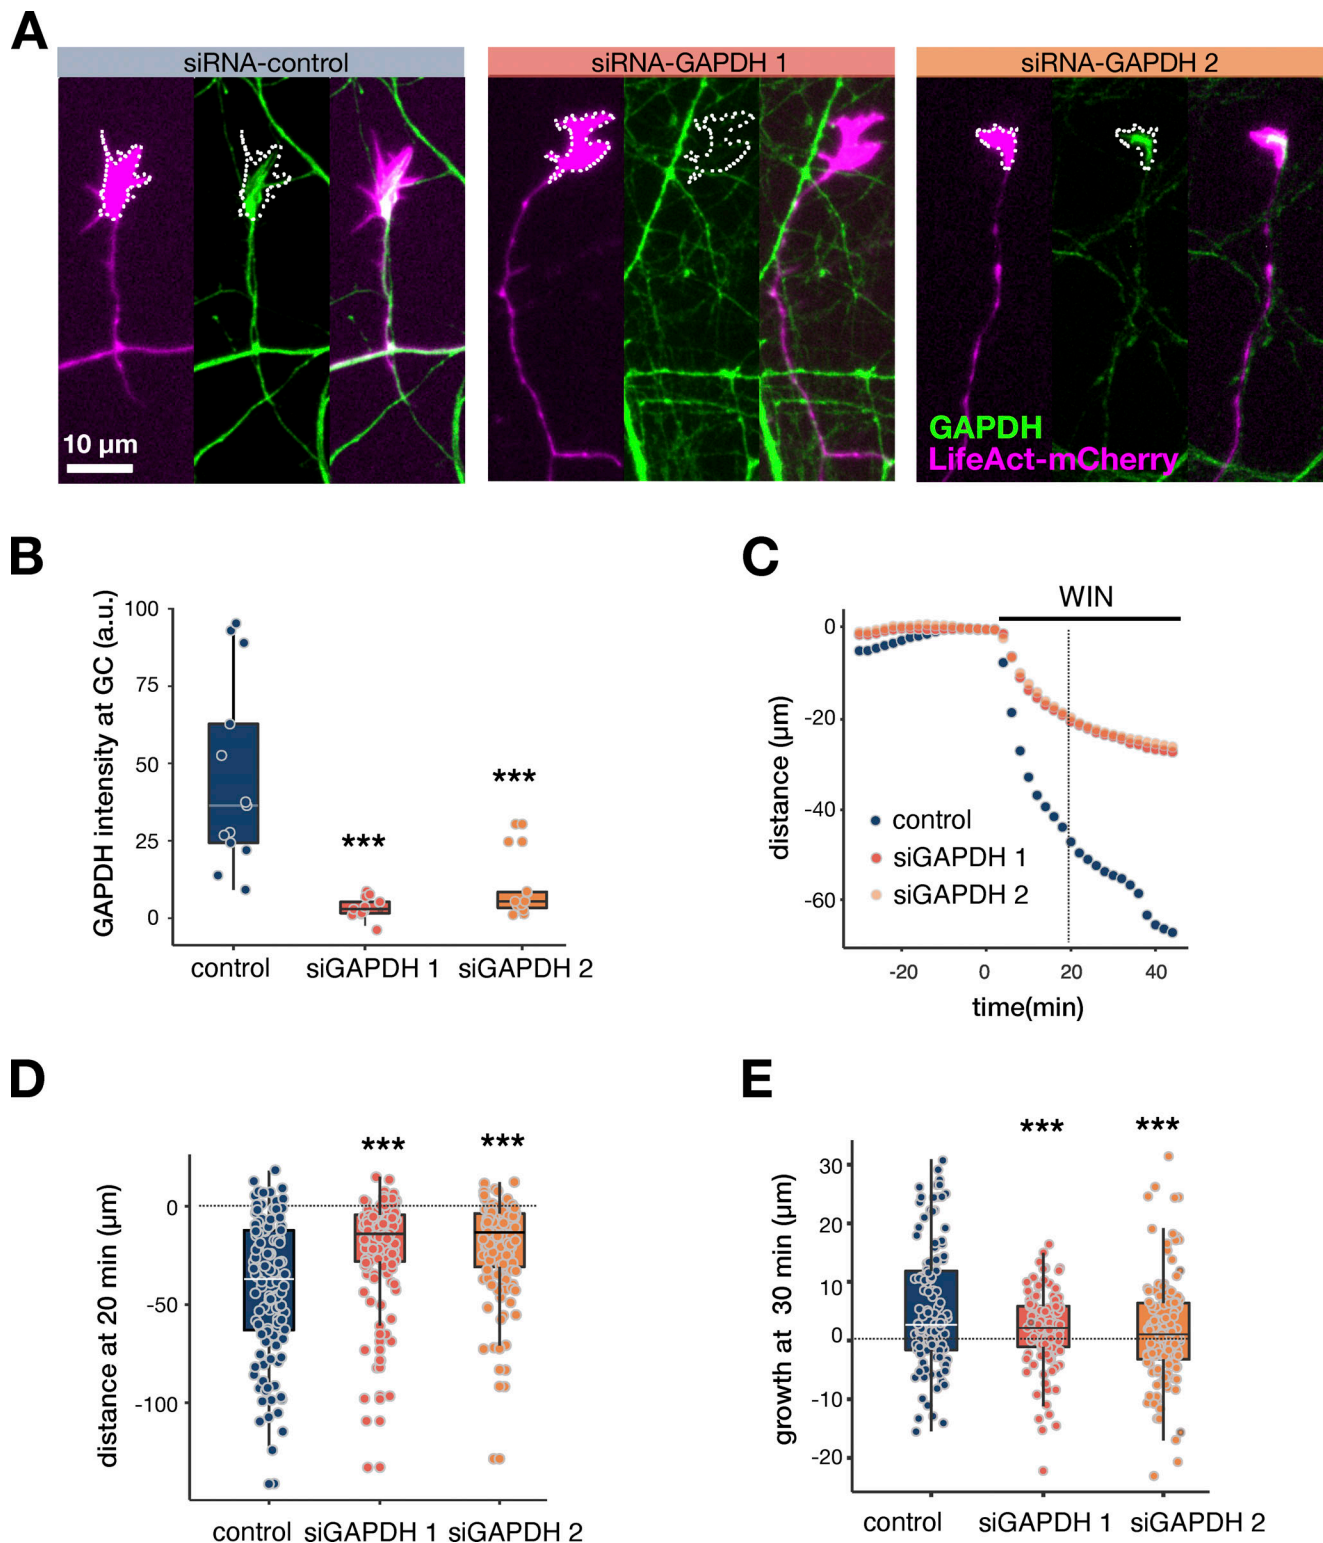 A
siRNA-control
siRNA-GAPDH 1
siRNA-GAPDH 2
10 µm
GAPDH
LifeAct-mCherry
B
GAPDH intensity at GC (a.u.)
100
75
50
25
0
***
***
control
siGAPDH 1
siGAPDH 2
C
WIN
distance (µm)
0
-20
-40
-60
control
siGAPDH 1
siGAPDH 2
-20
0
20
40
time(min)
D
distance at 20 min (µm)
0
-50
-100
***
***
control
siGAPDH 1
siGAPDH 2
E
growth at 30 min (µm)
30
20
10
0
-10
-20
***
***
control
siGAPDH 1
siGAPDH 2